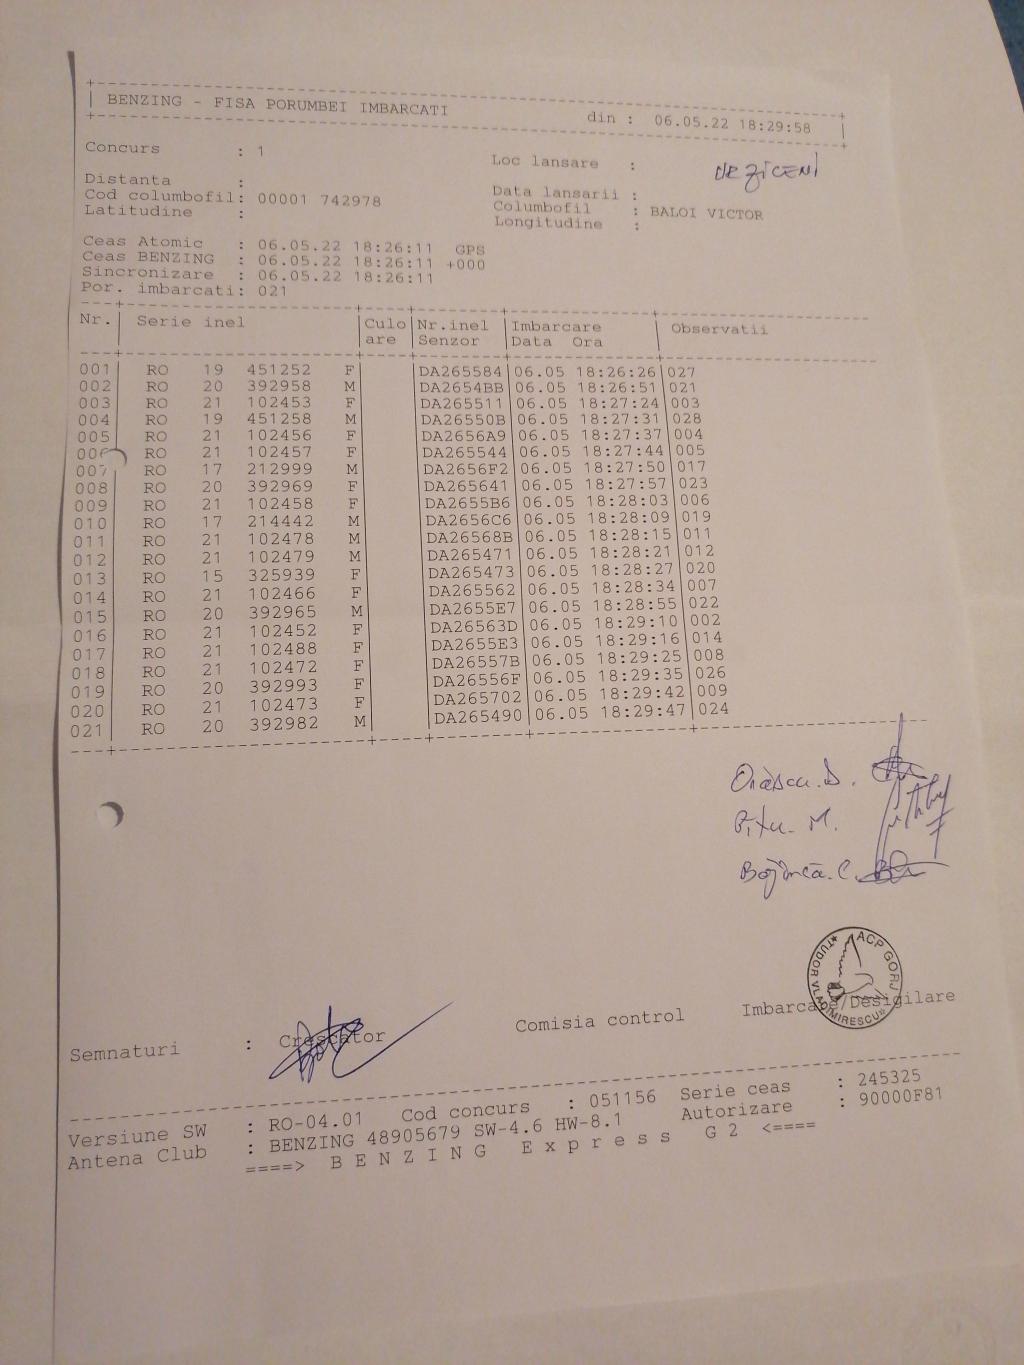 BENZING - FISA PORUMBEI IMBARCATI din : 06.05.22 18:29:58
Concurs : 1 Loc lansare : URZICENI
Distanta : Data lansarii :
Cod columbofil: 00001 742978 Columbofil : BALOI VICTOR
Latitudine : Longitudine :
Ceas Atomic : 06.05.22 18:26:11 GPS
Ceas BENZING : 06.05.22 18:26:11 +000
Sincronizare : 06.05.22 18:26:11
Por. imbarcati: 021
Nr. Serie inel Culo Nr.inel Imbarcare Observatii
are Senzor Data Ora
001 RO 19 451252 F DA265584 06.05 18:26:26 027
002 RO 20 392958 M DA2654BB 06.05 18:26:51 021
003 RO 21 102453 F DA265511 06.05 18:27:24 003
004 RO 19 451258 M DA26550B 06.05 18:27:31 028
005 RO 21 102456 F DA2656A9 06.05 18:27:37 004
006 RO 21 102457 F DA265544 06.05 18:27:44 005
007 RO 17 212999 M DA2656F2 06.05 18:27:50 017
008 RO 20 392969 F DA265641 06.05 18:27:57 023
009 RO 21 102458 F DA2655B6 06.05 18:28:03 006
010 RO 17 214442 M DA2656C6 06.05 18:28:09 019
011 RO 21 102478 M DA26568B 06.05 18:28:15 011
012 RO 21 102479 M DA265471 06.05 18:28:21 012
013 RO 15 325939 F DA265473 06.05 18:28:27 020
014 RO 21 102466 F DA265562 06.05 18:28:34 007
015 RO 20 392965 M DA2655E7 06.05 18:28:55 022
016 RO 21 102452 F DA26563D 06.05 18:29:10 002
017 RO 21 102488 F DA2655E3 06.05 18:29:16 014
018 RO 21 102472 F DA26557B 06.05 18:29:25 008
019 RO 20 392993 F DA26556F 06.05 18:29:35 026
020 RO 21 102473 F DA265702 06.05 18:29:42 009
021 RO 20 392982 M DA265490 06.05 18:29:47 024
Pitu M.
ACP GORJ
TUDOR VLADIMIRESCU
Semnaturi : Crescator Comisia control Imbarcare/Desigilare
Versiune SW : RO-04.01 Cod concurs : 051156 Serie ceas : 245325
Antena Club : BENZING 48905679 SW-4.6 HW-8.1 Autorizare : 90000F81
====> B E N Z I N G E x p r e s s G 2 <====